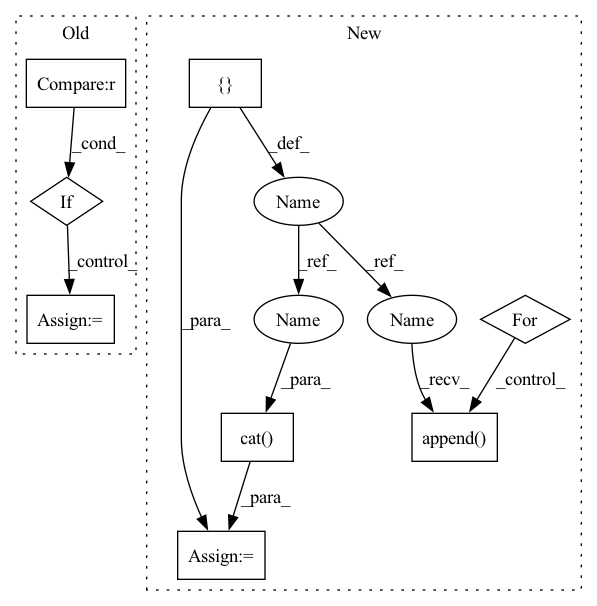 Old
New
Compare:r
{}
_cond_
_def_
If
Name
_control_
_para_
_ref_
_ref_
Assign:=
Name
Name
For
_para_
_recv_
_control_
cat()
append()
_para_
Assign:=